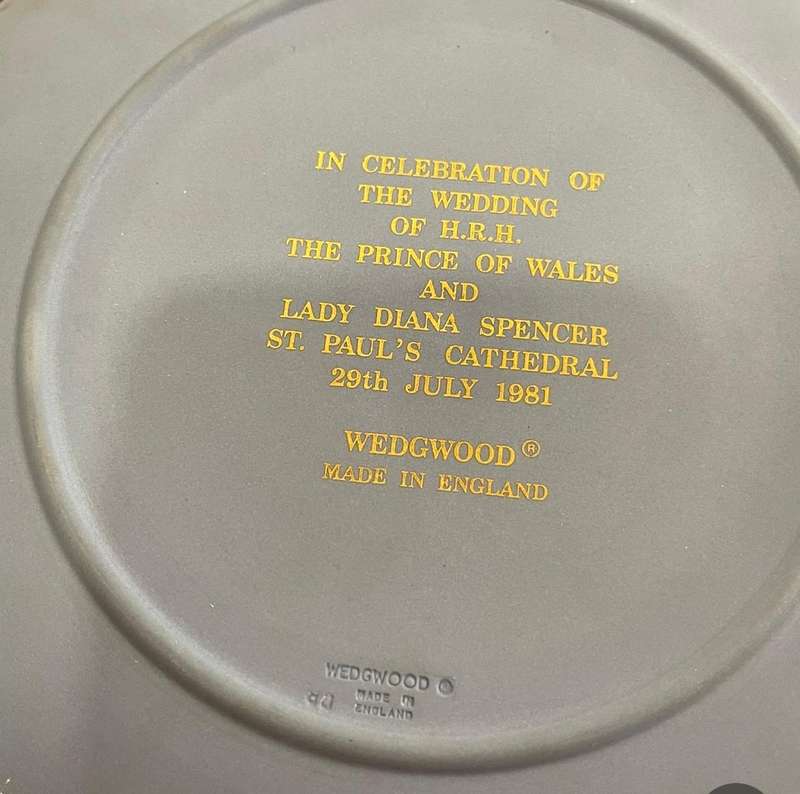 IN CELEBRATION OF
THE WEDDING
OF H.R.H.
THE PRINCE OF WALES
AND
LADY DIANA SPENCER
ST. PAUL'S CATHEDRAL
29th JULY 1981
WEDGWOOD ®
MADE IN ENGLAND
WEDGWOOD
MADE IN
ENGLAND